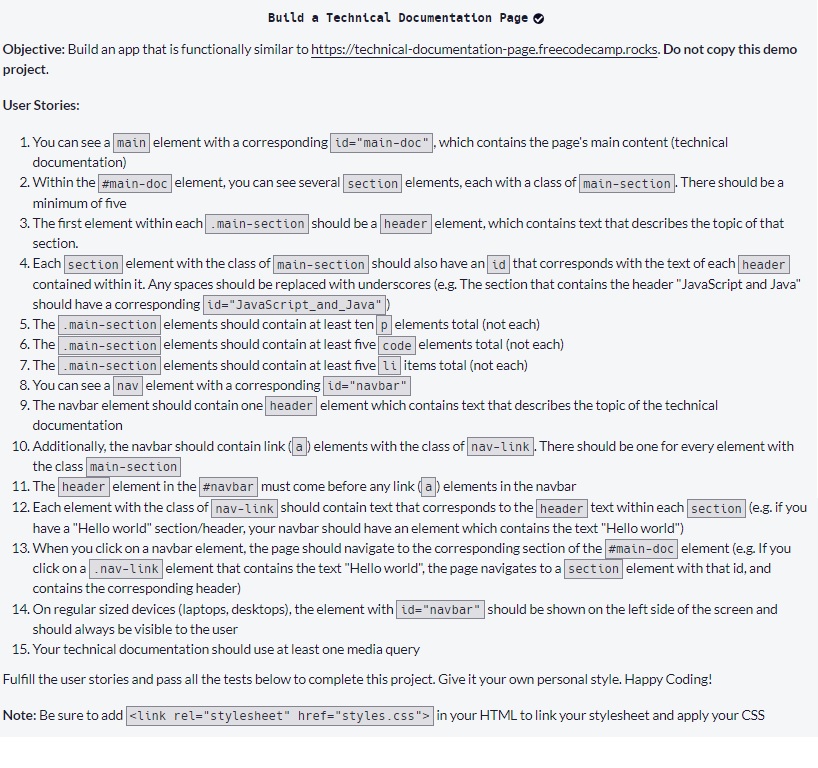 Build a Technical Documentation Page
Objective: Build an app that is functionally similar to https://technical-documentation-page.freecodecamp.rocks. Do not copy this demo
project.
User Stories:
1. You can see a main element with a corresponding id="main-doc", which contains the page's main content (technical
documentation)
2. Within the #main-doc element, you can see several section elements, each with a class of main-section. There should be a
minimum of five
3. The first element within each .main-section should be a header element, which contains text that describes the topic of that
section.
4. Each section element with the class of main-section should also have an id that corresponds with the text of each header
contained within it. Any spaces should be replaced with underscores (e.g. The section that contains the header "JavaScript and Java"
should have a corresponding id="JavaScript_and_Java")
5. The .main-section elements should contain at least ten p elements total (not each)
6. The .main-section elements should contain at least five code elements total (not each)
7. The .main-section elements should contain at least five li items total (not each)
8. You can see a nav element with a corresponding id="navbar"
9. The navbar element should contain one header element which contains text that describes the topic of the technical
documentation
10. Additionally, the navbar should contain link (a) elements with the class of nav-link. There should be one for every element with
the class main-section
11. The header element in the #navbar must come before any link (a) elements in the navbar
12. Each element with the class of nav-link should contain text that corresponds to the header text within each section (e.g. if you
have a "Hello world" section/header, your navbar should have an element which contains the text "Hello world")
13. When you click on a navbar element, the page should navigate to the corresponding section of the #main-doc element (e.g. If you
click on a .nav-link element that contains the text "Hello world", the page navigates to a section element with that id, and
contains the corresponding header)
14. On regular sized devices (laptops, desktops), the element with id="navbar" should be shown on the left side of the screen and
should always be visible to the user
15. Your technical documentation should use at least one media query
Fulfill the user stories and pass all the tests below to complete this project. Give it your own personal style. Happy Coding!
Note: Be sure to add <link rel="stylesheet" href="styles.css"> in your HTML to link your stylesheet and apply your CSS